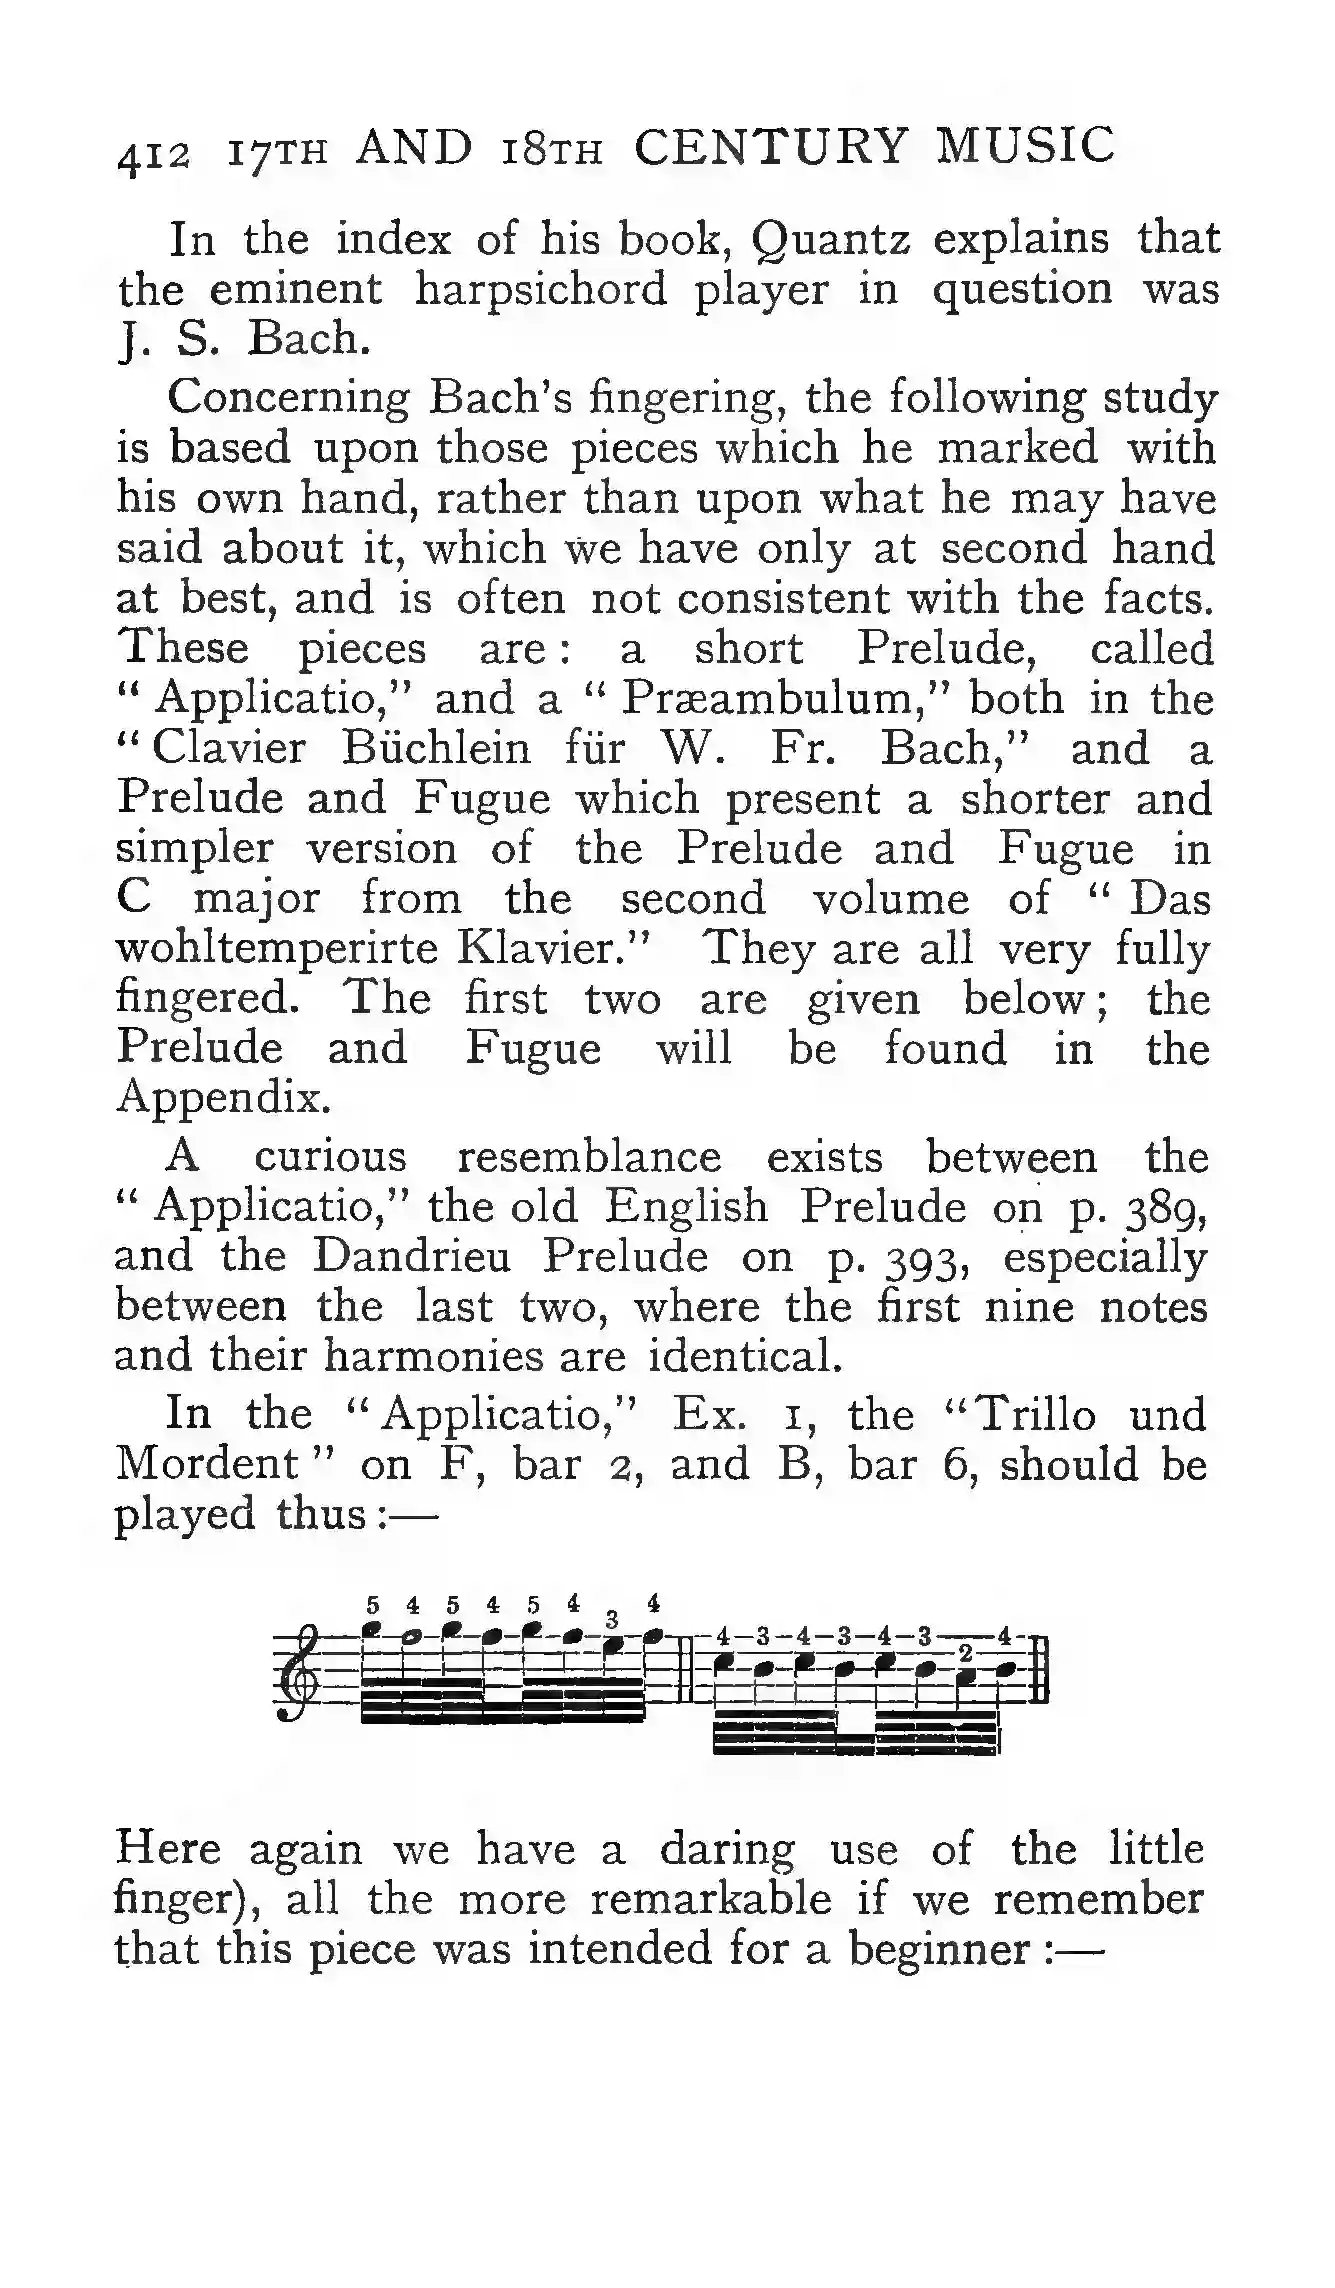 412 17TH AND 18TH CENTURY MUSIC
In the index of his book, Quantz explains that
the eminent harpsichord player in question was
J. S. Bach.
Concerning Bach’s fingering, the following study
is based upon those pieces which he marked with
his own hand, rather than upon what he may have
said about it, which we have only at second hand
at best, and is often not consistent with the facts.
These pieces are: a short Prelude, called
“ Applicatio,” and a “ Præambulum,” both in the
“ Clavier Büchlein für W. Fr. Bach,” and a
Prelude and Fugue which present a shorter and
simpler version of the Prelude and Fugue in
C major from the second volume of “ Das
wohltemperirte Klavier.” They are all very fully
fingered. The first two are given below; the
Prelude and Fugue will be found in the
Appendix.
A curious resemblance exists between the
“ Applicatio,” the old English Prelude on p. 389,
and the Dandrieu Prelude on p. 393, especially
between the last two, where the first nine notes
and their harmonies are identical.
In the “ Applicatio,” Ex. 1, the “Trillo und
Mordent ” on F, bar 2, and B, bar 6, should be
played thus :—
5 4 5 4 5 4 3 4 4 3 4 3 4 3 2 4
Here again we have a daring use of the little
finger), all the more remarkable if we remember
that this piece was intended for a beginner :—